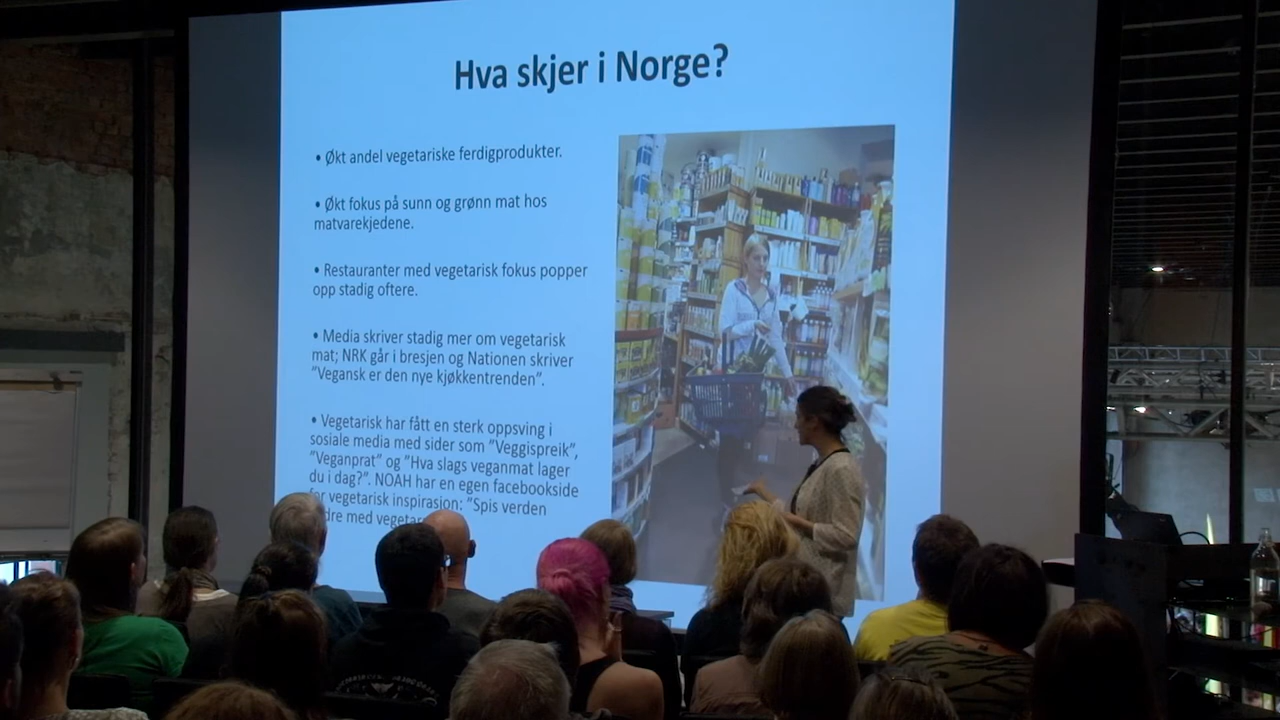 Hva skjer i Norge?
• Økt andel vegetariske ferdigprodukter.
• Økt fokus på sunn og grønn mat hos
matvarekjedene.
• Restauranter med vegetarisk fokus popper
opp stadig oftere.
• Media skriver stadig mer om vegetarisk
mat; NRK går i bresjen og Nationen skriver
”Vegansk er den nye kjøkkentrenden”.
• Vegetarisk har fått en sterk oppsving i
sosiale media med sider som ”Veggispreik”,
”Veganprat” og ”Hva slags veganmat lager
du i dag?”. NOAH har en egen facebookside
for vegetarisk inspirasjon: ”Spis verden
med